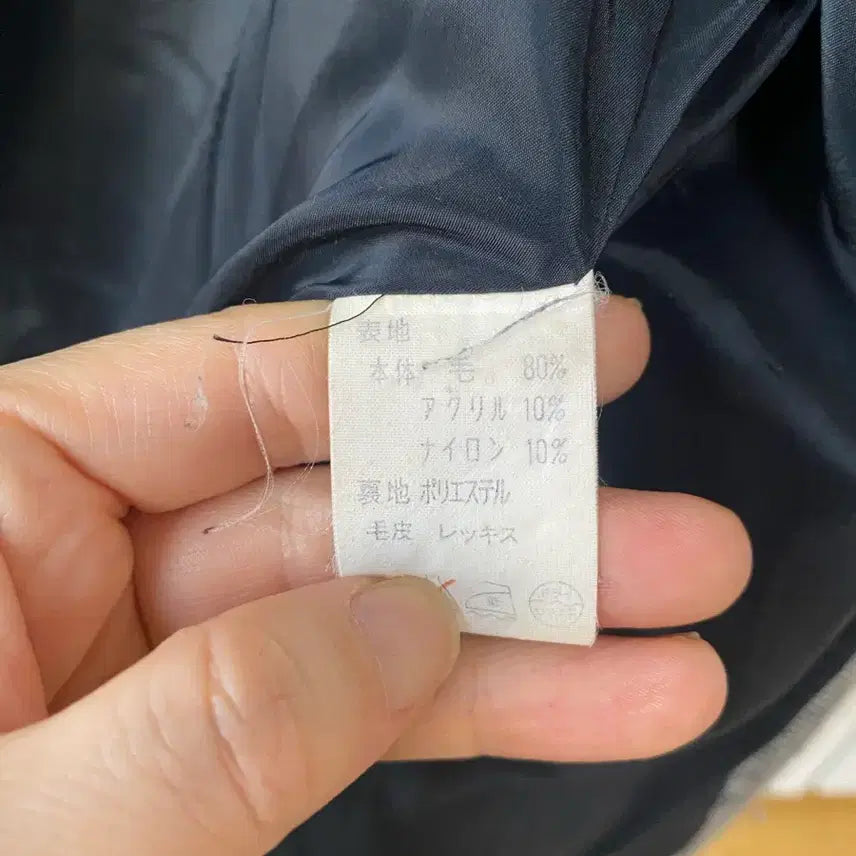 表地
本体 毛 80%
アクリル 10%
ナイロン 10%
裏地 ポリエステル
毛皮 レッキス